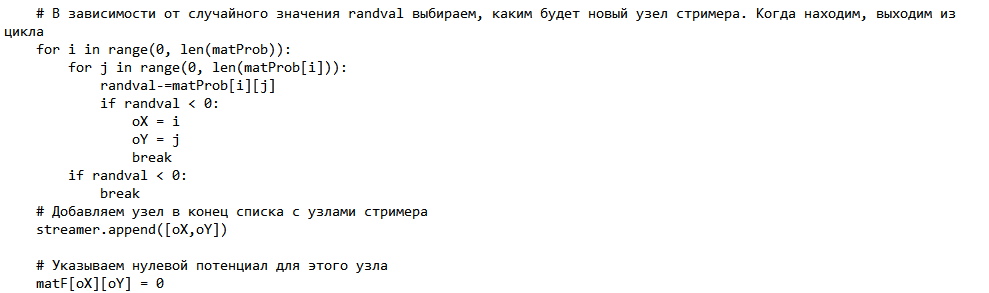 # В зависимости от случайного значения randval выбираем, каким будет новый узел стримера. Когда находим, выходим из
цикла
    for i in range(0, len(matProb)):
        for j in range(0, len(matProb[i])):
            randval-=matProb[i][j]
            if randval < 0:
                oX = i
                oY = j
                break
        if randval < 0:
            break
    # Добавляем узел в конец списка с узлами стримера
    streamer.append([oX,oY])

    # Указываем нулевой потенциал для этого узла
    matF[oX][oY] = 0